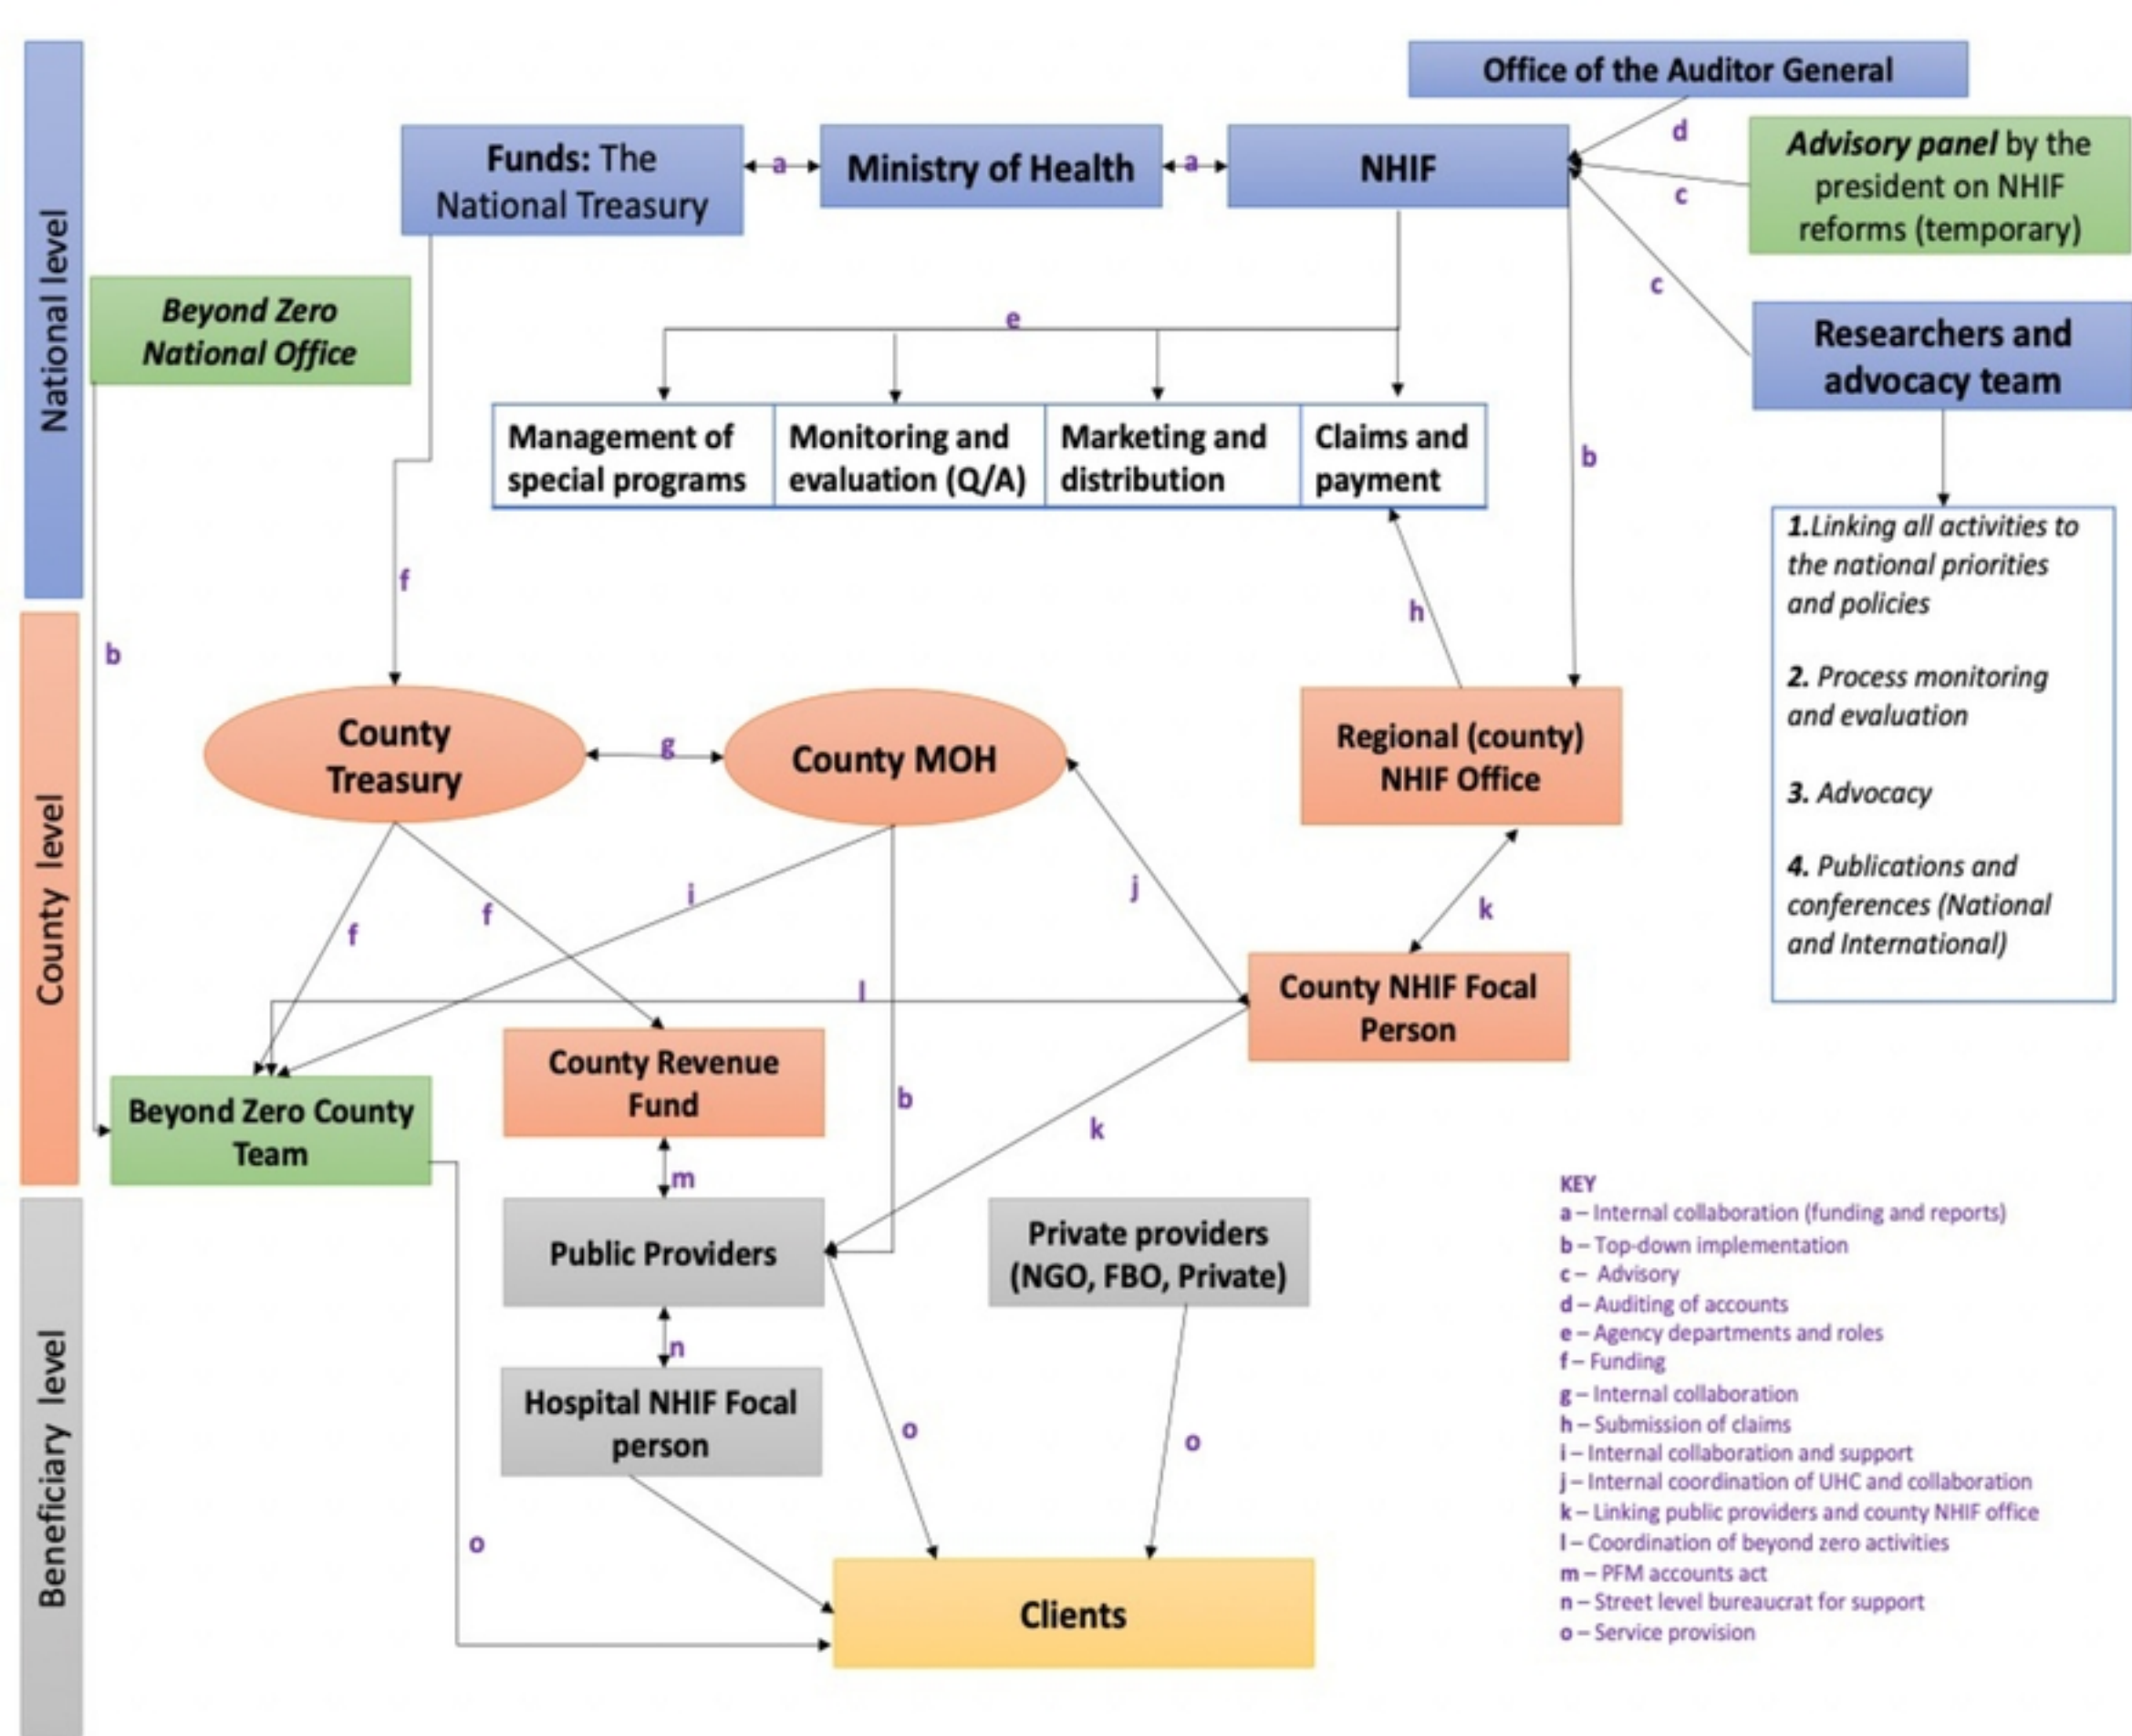 National level
County level
Beneficiary level
Office of the Auditor General
Funds: The
National Treasury
a
Ministry of Health
a
NHIF
d
c
Advisory panel by the
president on NHIF
reforms (temporary)
c
Researchers and
advocacy team
Beyond Zero
National Office
e
Management of
special programs
Monitoring and
evaluation (Q/A)
Marketing and
distribution
Claims and
payment
b
1.Linking all activities to
the national priorities
and policies
2. Process monitoring
and evaluation
3. Advocacy
4. Publications and
conferences (National
and International)
f
h
b
County
Treasury
g
County MOH
Regional (county)
NHIF Office
f
f
i
j
k
l
County NHIF Focal
Person
Beyond Zero County
Team
County Revenue
Fund
b
k
m
Public Providers
Private providers
(NGO, FBO, Private)
n
Hospital NHIF Focal
person
o
o
o
Clients
KEY
a – Internal collaboration (funding and reports)
b – Top-down implementation
c – Advisory
d – Auditing of accounts
e – Agency departments and roles
f – Funding
g – Internal collaboration
h – Submission of claims
i – Internal collaboration and support
j – Internal coordination of UHC and collaboration
k – Linking public providers and county NHIF office
l – Coordination of beyond zero activities
m – PFM accounts act
n – Street level bureaucrat for support
o – Service provision